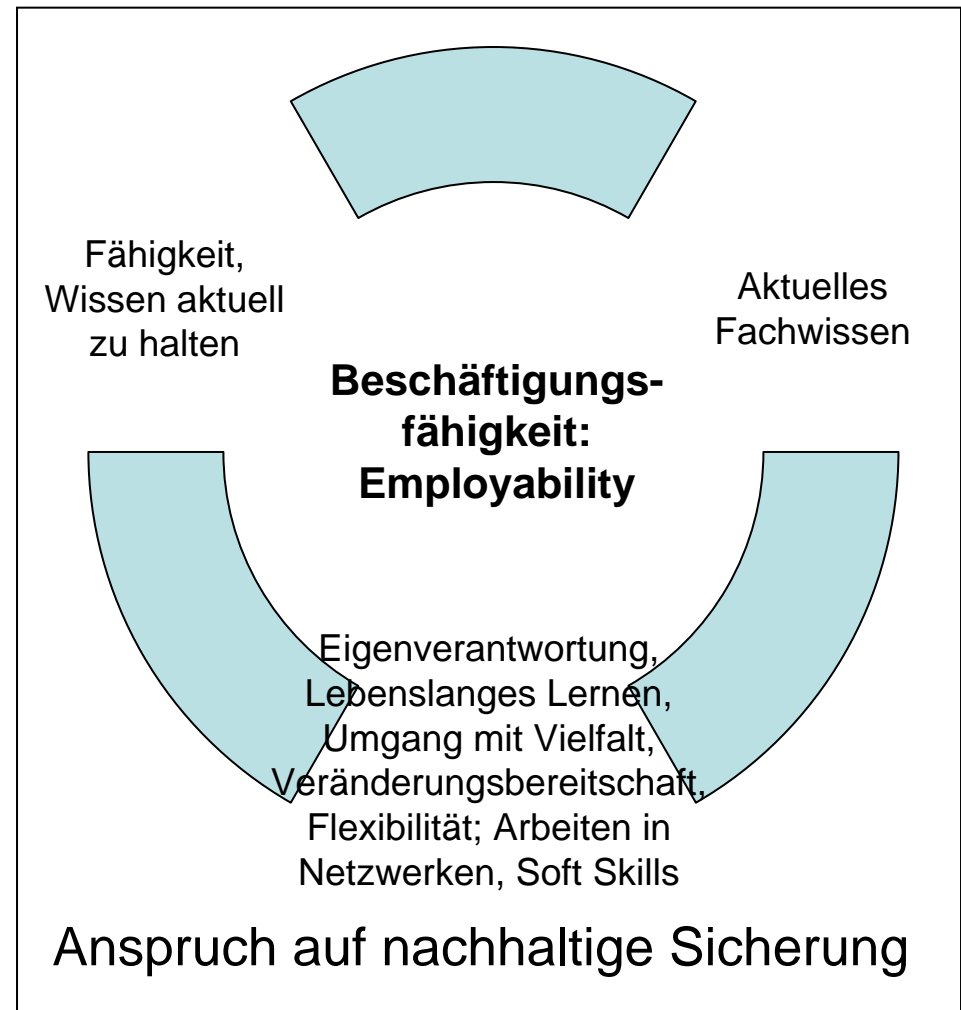 Fähigkeit,
Wissen aktuell
zu halten
Aktuelles
Fachwissen
Beschäftigungs-
fähigkeit:
Employability
Eigenverantwortung,
Lebenslanges Lernen,
Umgang mit Vielfalt,
Veränderungsbereitschaft,
Flexibilität; Arbeiten in
Netzwerken, Soft Skills
Anspruch auf nachhaltige Sicherung